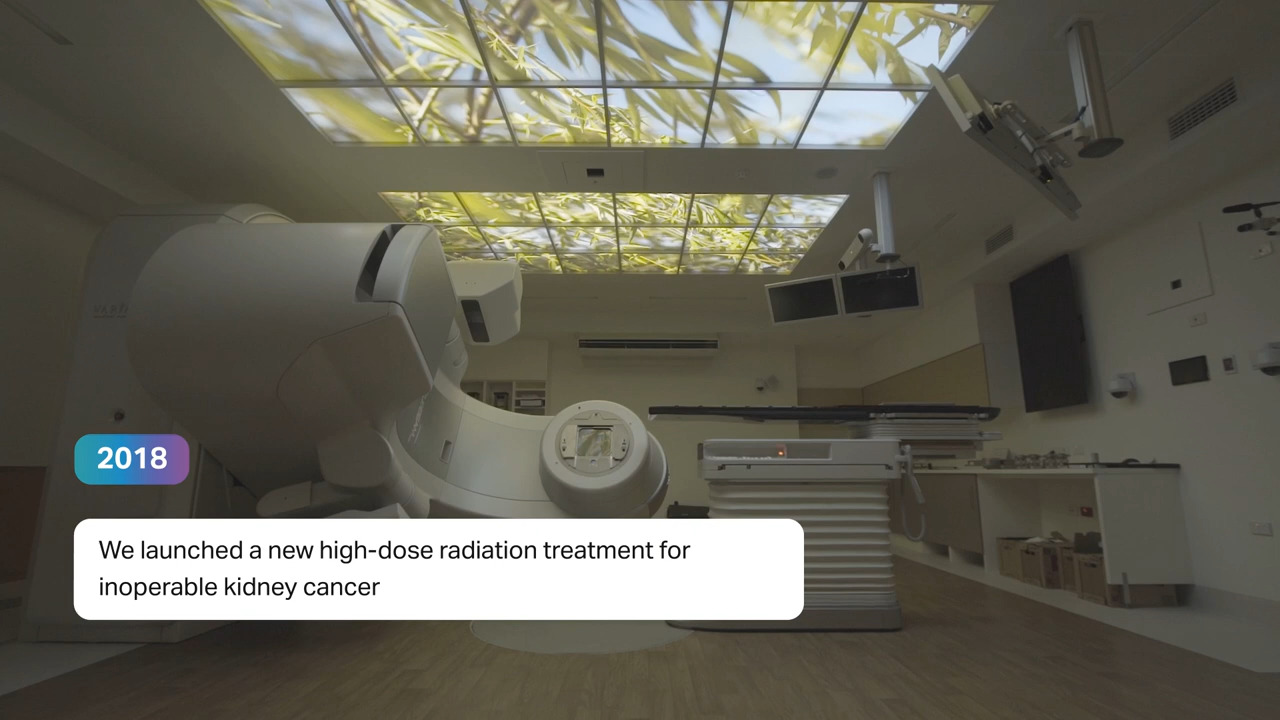 2018
We launched a new high-dose radiation treatment for
inoperable kidney cancer